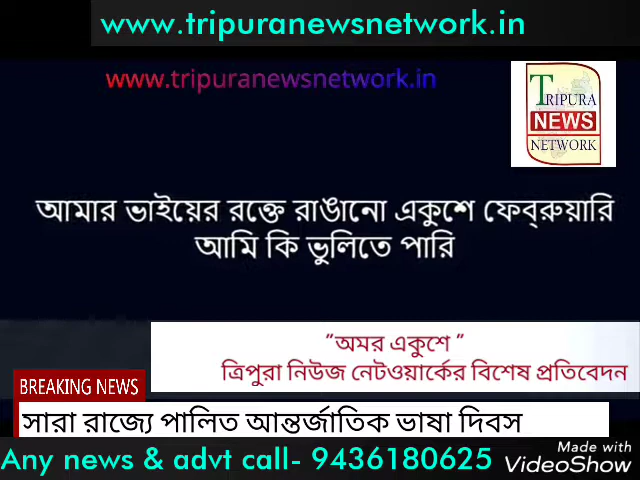 www.tripuranewsnetwork.in
www.tripuranewsnetwork.in
TRIPURA
NEWS
NETWORK
আমার ভাইয়ের রক্তে রাঙানো একুশে ফেব্‌রুয়ারি
আমি কি ভুলিতে পারি
"অমর একুশে "
ত্রিপুরা নিউজ নেটওয়ার্কের বিশেষ প্রতিবেদন
BREAKING NEWS
সারা রাজ্যে পালিত আন্তর্জাতিক ভাষা দিবস
Any news & advt call- 9436180625
Made with
VideoShow